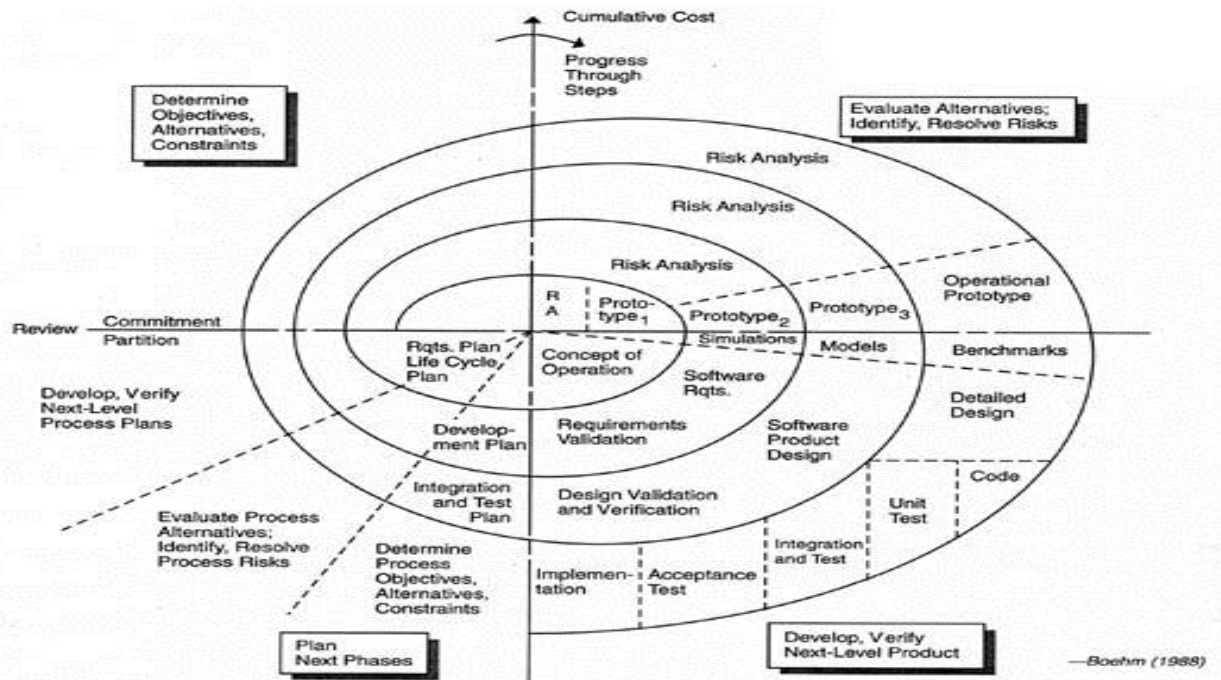 Cumulative Cost
Progress
Through
Steps
Determine
Objectives,
Alternatives,
Constraints
Evaluate Alternatives;
Identify, Resolve Risks
Risk Analysis
Risk Analysis
Risk Analysis
R
A
Proto-
type1
Prototype2
Prototype3
Operational
Prototype
Review
Commitment
Partition
Simulations
Models
Benchmarks
Rqts. Plan
Life Cycle
Plan
Concept of
Operation
Software
Rqts.
Detailed
Design
Develop, Verify
Next-Level
Process Plans
Develop-
ment Plan
Requirements
Validation
Software
Product
Design
Code
Unit
Test
Integration
and Test
Plan
Design Validation
and Verification
Integration
and Test
Evaluate Process
Alternatives;
Identify, Resolve
Process Risks
Determine
Process
Objectives,
Alternatives,
Constraints
Implemen-
tation
Acceptance
Test
Plan
Next Phases
Develop, Verify
Next-Level Product
—Boehm (1988)